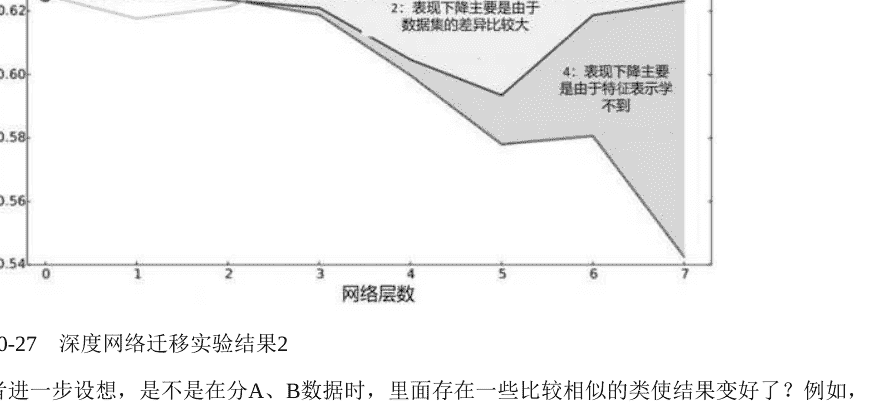 0.62
2：表现下降主要是由于
数据集的差异比较大
0.60
4：表现下降主要
是由于特征表示学
不到
0.58
0.56
0.54
0 1 2 3 4 5 6 7
网络层数
0-27 深度网络迁移实验结果2
进一步设想，是不是在分A、B数据时，里面存在一些比较相似的类使结果变好了？例如，